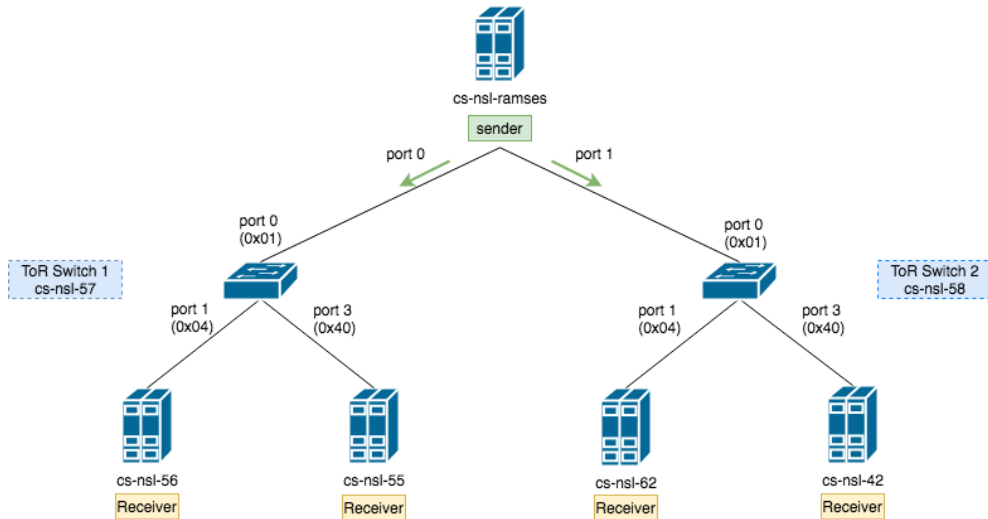 cs-nsl-ramses
sender
port 0
port 1
port 0
(0x01)
port 0
(0x01)
ToR Switch 1
cs-nsl-57
ToR Switch 2
cs-nsl-58
port 1
(0x04)
port 3
(0x40)
port 1
(0x04)
port 3
(0x40)
cs-nsl-56
cs-nsl-55
cs-nsl-62
cs-nsl-42
Receiver
Receiver
Receiver
Receiver